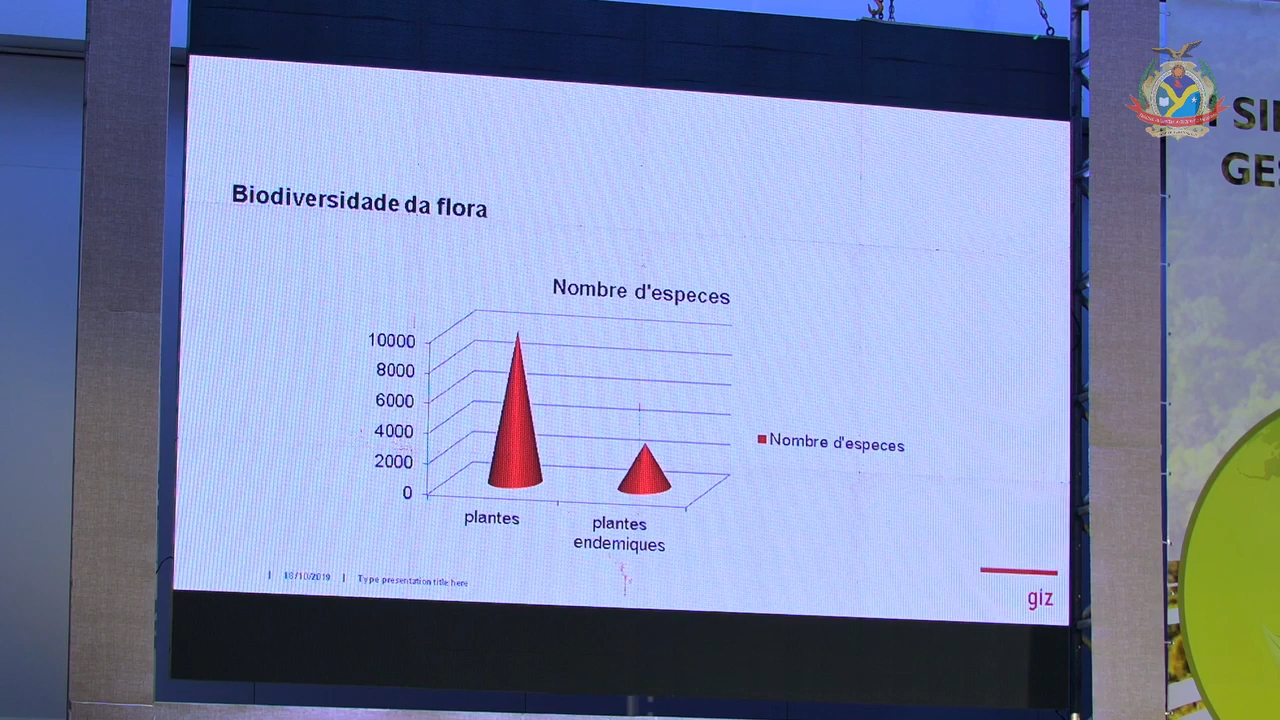 SI
GES
Biodiversidade da flora
Nombre d'especes
10000
8000
6000
4000
2000
0
plantes
plantes
endemiques
Nombre d'especes
| 18/10/2019 | Type presentation title here
giz